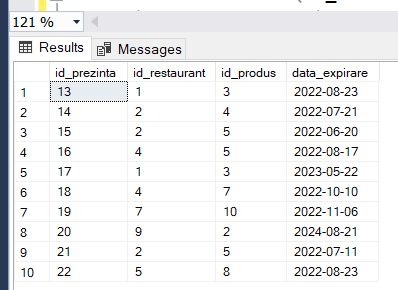 121 %
Results Messages
id_prezinta id_restaurant id_produs data_expirare
1 13 1 3 2022-08-23
2 14 2 4 2022-07-21
3 15 2 5 2022-06-20
4 16 4 5 2022-08-17
5 17 1 3 2023-05-22
6 18 4 7 2022-10-10
7 19 7 10 2022-11-06
8 20 9 2 2024-08-21
9 21 2 5 2022-07-11
10 22 5 8 2022-08-23